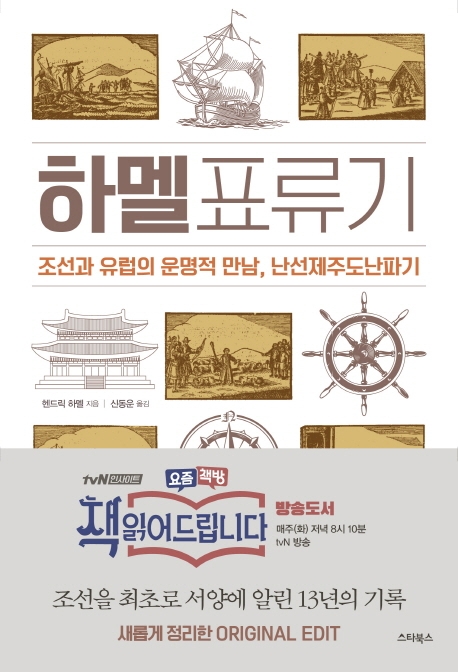 하멜표류기
조선과 유럽의 운명적 만남, 난선제주도난파기
헨드릭 하멜 지음 | 신동운 옮김
tvN 인사이트
요즘 책방
책 읽어드립니다
방송도서
매주(화) 저녁 8시 10분
tvN 방송
조선을 최초로 서양에 알린 13년의 기록
새롭게 정리한 ORIGINAL EDIT
스타북스